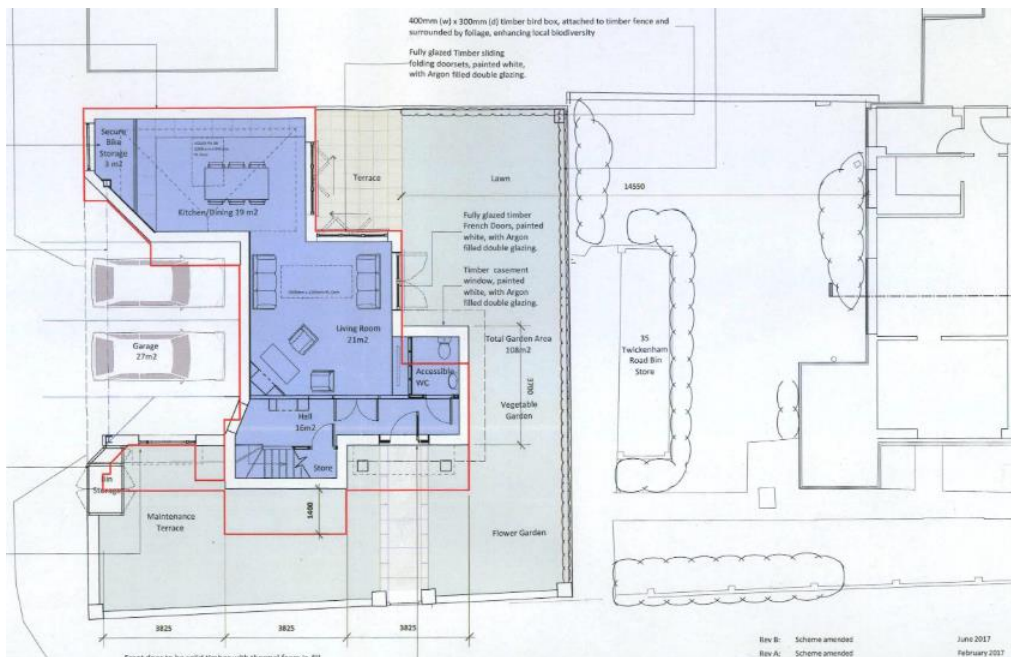 400mm (w) x 300mm (d) timber bird box, attached to timber fence and
surrounded by foliage, enhancing local biodiversity
Fully glazed Timber sliding
folding doorsets, painted white,
with Argon filled double glazing.
Secure
Bike
Storage
3 m2
Kitchen/Dining 39 m2
Terrace
Lawn
14550
Fully glazed timber
French Doors, painted
white, with Argon
filled double glazing.
Timber casement
window, painted
white, with Argon
filled double glazing.
Living Room
21m2
Garage
27m2
Total Garden Area
108m2
3790
35
Twickenham
Road Bin
Store
Accessible
WC
Vegetable
Garden
Hall
16m2
Store
Bin
Storage
1400
Maintenance
Terrace
Flower Garden
3825
3825
3825
Rev B: Scheme amended June 2017
Rev A: Scheme amended February 2017